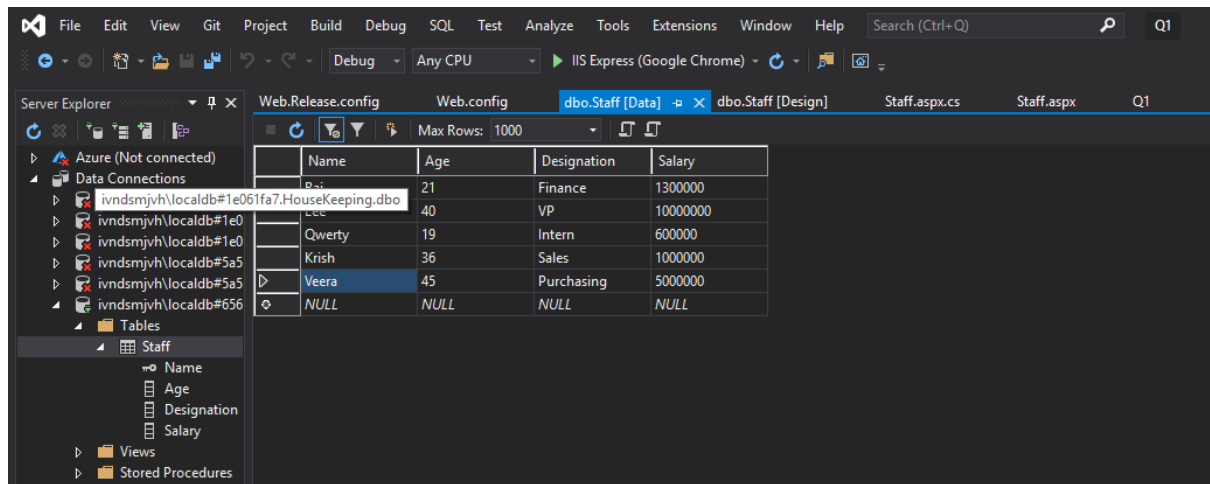 File Edit View Git Project Build Debug SQL Test Analyze Tools Extensions Window Help Search (Ctrl+Q) Q1
Debug Any CPU IIS Express (Google Chrome)
Server Explorer Web.Release.config Web.config dbo.Staff [Data] dbo.Staff [Design] Staff.aspx.cs Staff.aspx Q1
Max Rows: 1000
Azure (Not connected)
Data Connections
ivndsmjvh\localdb#1e061fa7.HouseKeeping.dbo
ivndsmjvh\localdb#1e0
ivndsmjvh\localdb#1e0
ivndsmjvh\localdb#5a5
ivndsmjvh\localdb#5a5
ivndsmjvh\localdb#656
Tables
Staff
Name
Age
Designation
Salary
Views
Stored Procedures
Name Age Designation Salary
21 Finance 1300000
Lee 40 VP 10000000
Qwerty 19 Intern 600000
Krish 36 Sales 1000000
Veera 45 Purchasing 5000000
NULL NULL NULL NULL